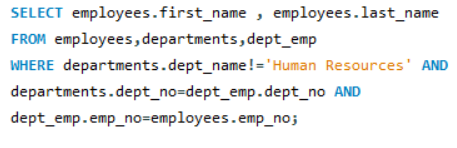 SELECT employees.first_name , employees.last_name
FROM employees,departments,dept_emp
WHERE departments.dept_name!='Human Resources' AND
departments.dept_no=dept_emp.dept_no AND
dept_emp.emp_no=employees.emp_no;